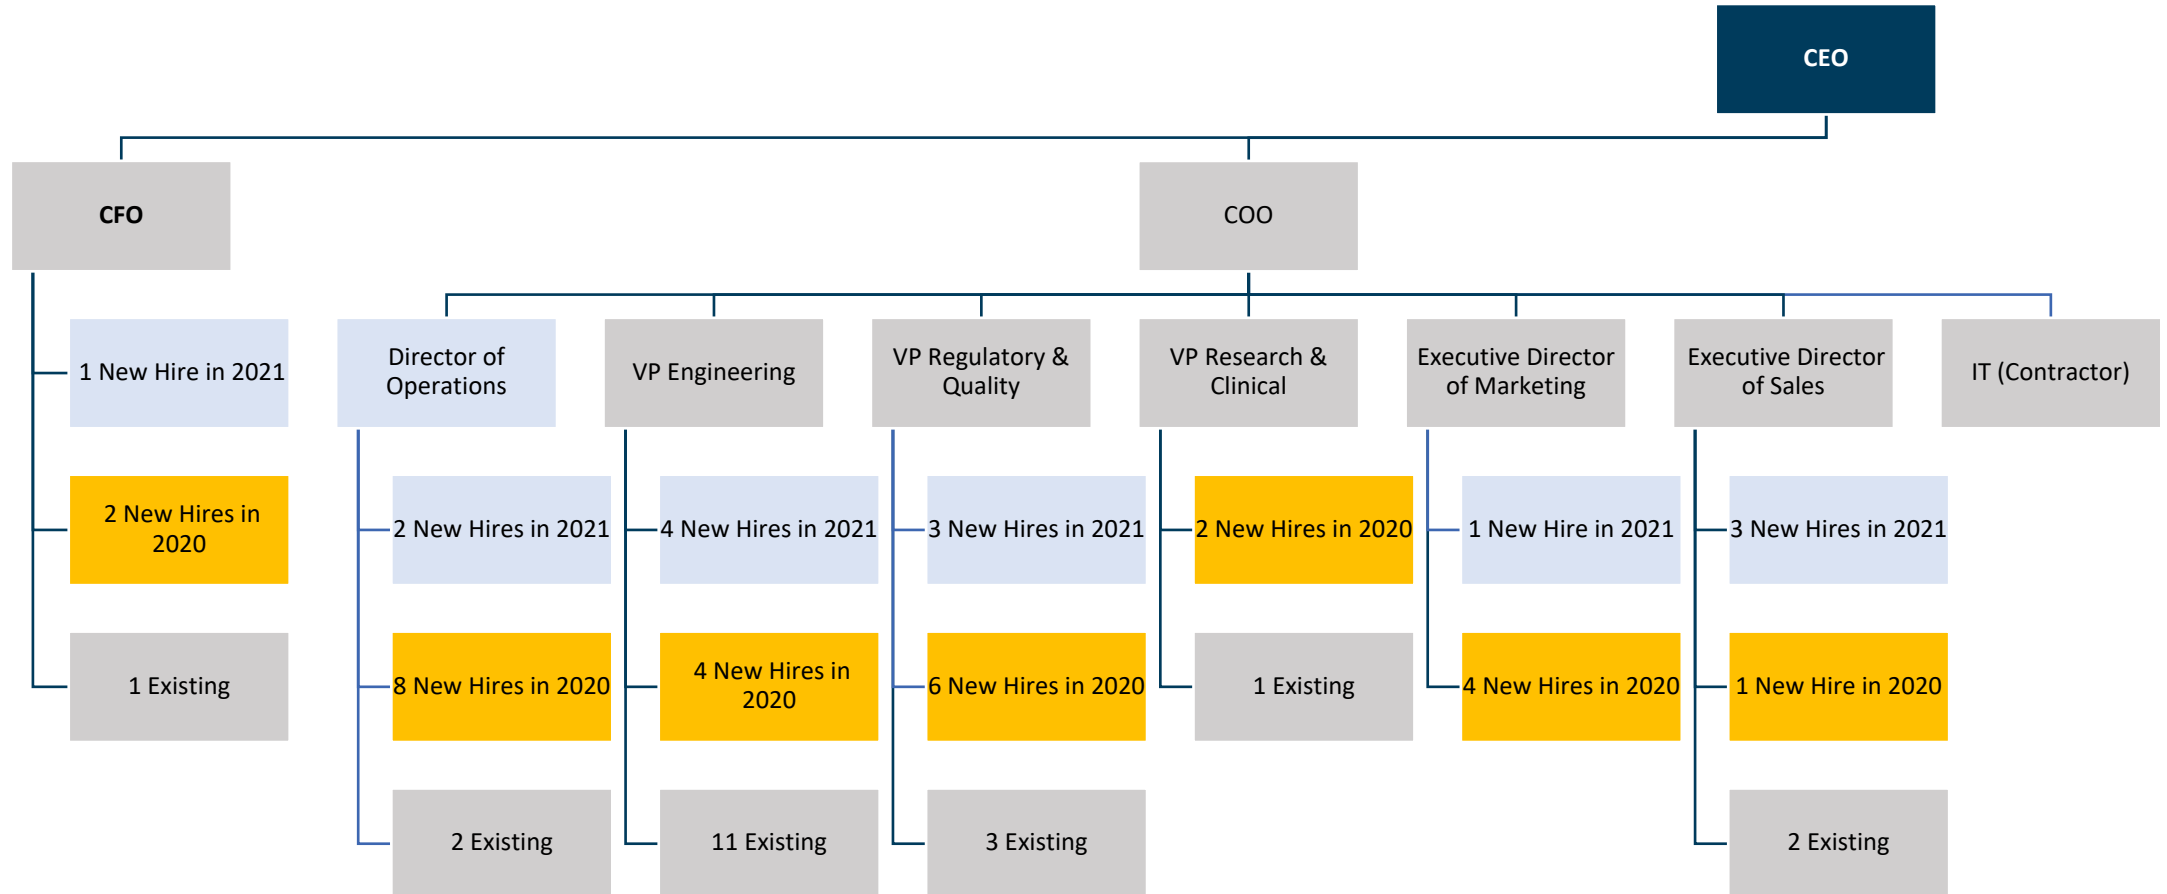 CEO
CFO
COO
1 New Hire in 2021
Director of
Operations
VP Engineering
VP Regulatory &
Quality
VP Research &
Clinical
Executive Director
of Marketing
Executive Director
of Sales
IT (Contractor)
2 New Hires in
2020
2 New Hires in 2021
4 New Hires in 2021
3 New Hires in 2021
2 New Hires in 2020
1 New Hire in 2021
3 New Hires in 2021
1 Existing
8 New Hires in 2020
4 New Hires in
2020
6 New Hires in 2020
1 Existing
4 New Hires in 2020
1 New Hire in 2020
2 Existing
11 Existing
3 Existing
2 Existing